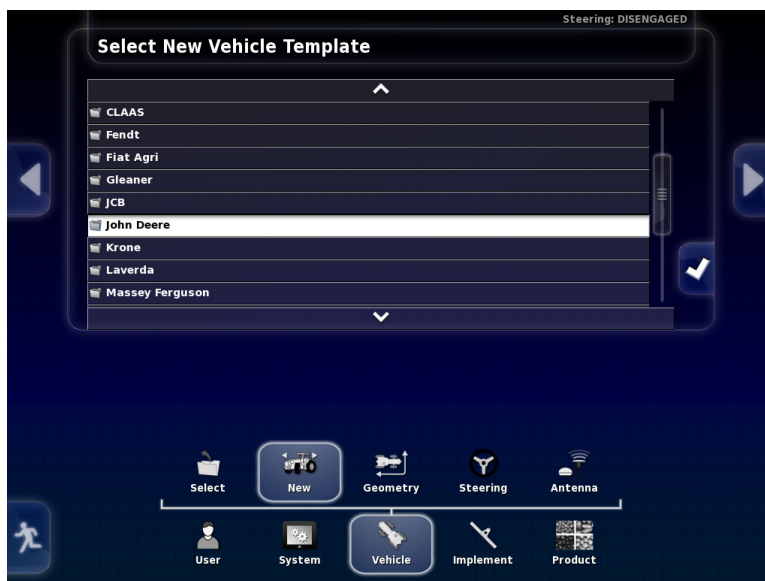 Steering: DISENGAGED
Select New Vehicle Template
CLAAS
Fendt
Fiat Agri
Gleaner
JCB
John Deere
Krone
Laverda
Massey Ferguson
Select New Geometry Steering Antenna
User System Vehicle Implement Product